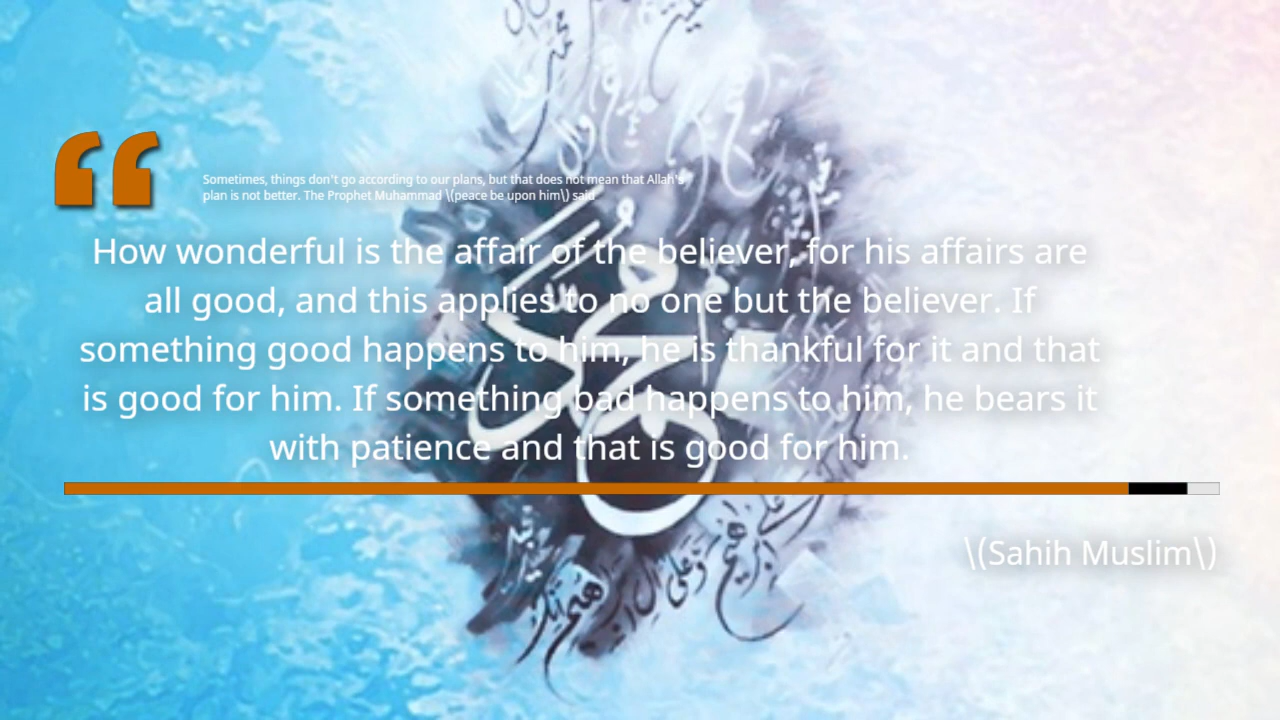 Sometimes, things don't go according to our plans, but that does not mean that Allah's
plan is not better. The Prophet Muhammad \(peace be upon him\) said
How wonderful is the affair of the believer, for his affairs are
all good, and this applies to no one but the believer. If
something good happens to him, he is thankful for it and that
is good for him. If something bad happens to him, he bears it
with patience and that is good for him.
\(Sahih Muslim\)
محمد